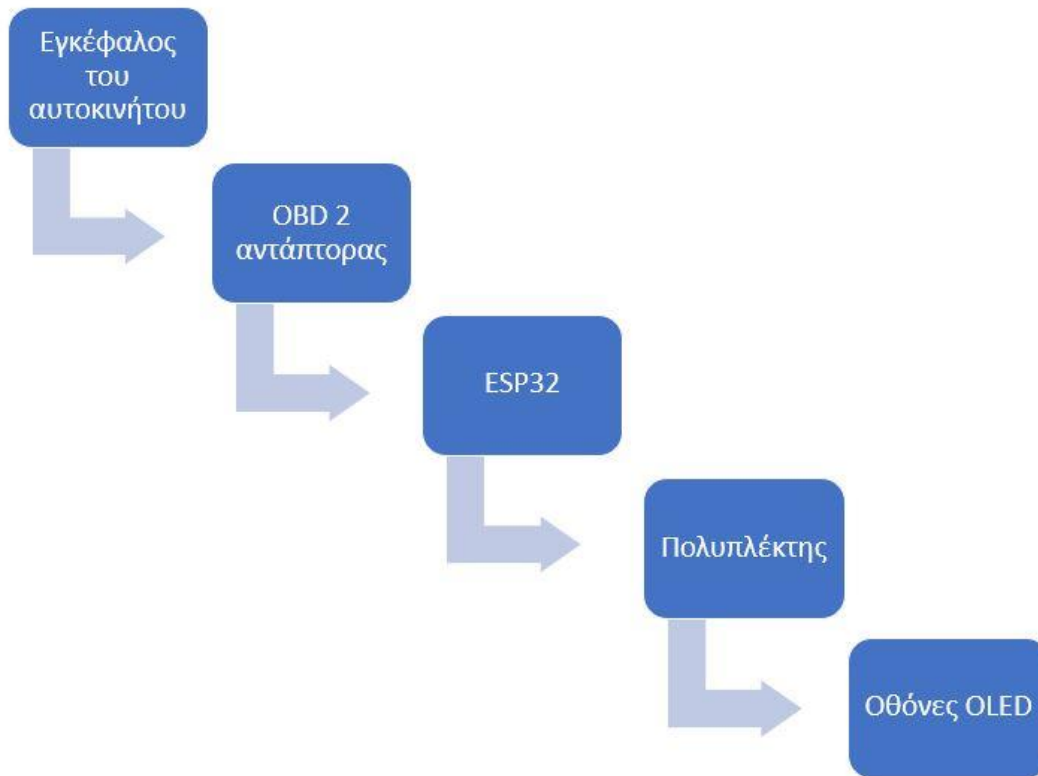 Εγκέφαλος
του
αυτοκινήτου
OBD 2
αντάπτορας
ESP32
Πολυπλέκτης
Οθόνες OLED